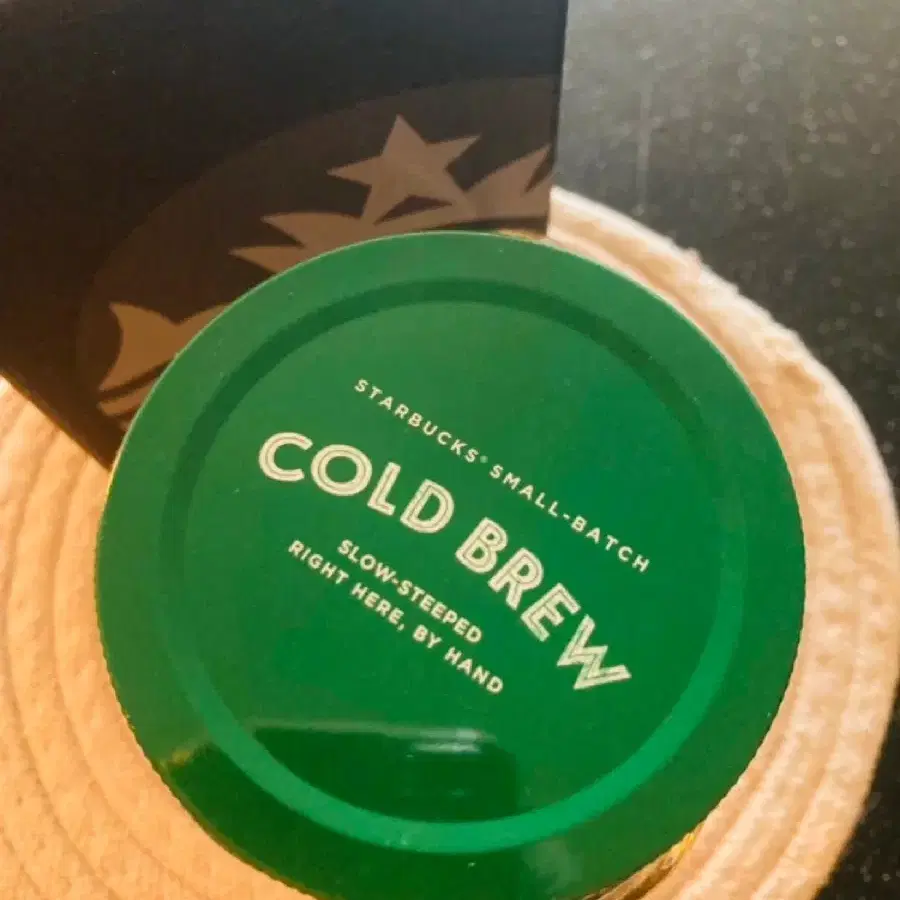 STARBUCKS® SMALL-BATCH
COLD BREW
SLOW-STEEPED
RIGHT HERE, BY HAND